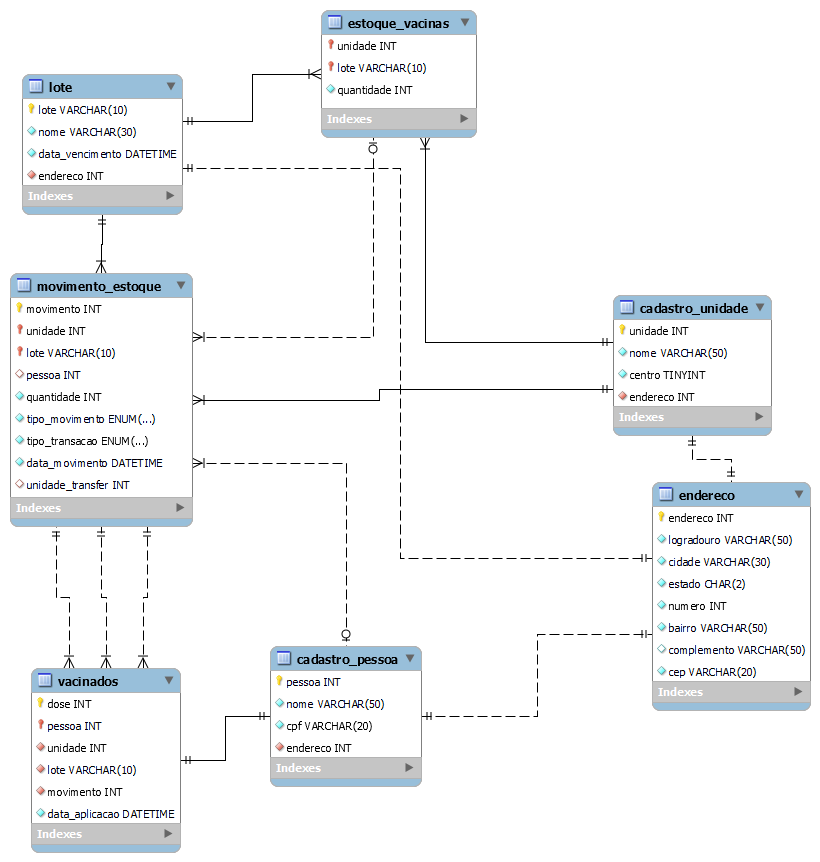 estoque_vacinas
unidade INT
lote VARCHAR(10)
quantidade INT
Indexes
lote
lote VARCHAR(10)
nome VARCHAR(30)
data_vencimento DATETIME
endereco INT
Indexes
movimento_estoque
movimento INT
unidade INT
lote VARCHAR(10)
pessoa INT
quantidade INT
tipo_movimento ENUM(...)
tipo_transacao ENUM(...)
data_movimento DATETIME
unidade_transfer INT
Indexes
cadastro_unidade
unidade INT
nome VARCHAR(50)
centro TINYINT
endereco INT
Indexes
endereco
endereco INT
logradouro VARCHAR(50)
cidade VARCHAR(30)
estado CHAR(2)
numero INT
bairro VARCHAR(50)
complemento VARCHAR(50)
cep VARCHAR(20)
Indexes
cadastro_pessoa
pessoa INT
nome VARCHAR(50)
cpf VARCHAR(20)
endereco INT
Indexes
vacinados
dose INT
pessoa INT
unidade INT
lote VARCHAR(10)
movimento INT
data_aplicacao DATETIME
Indexes